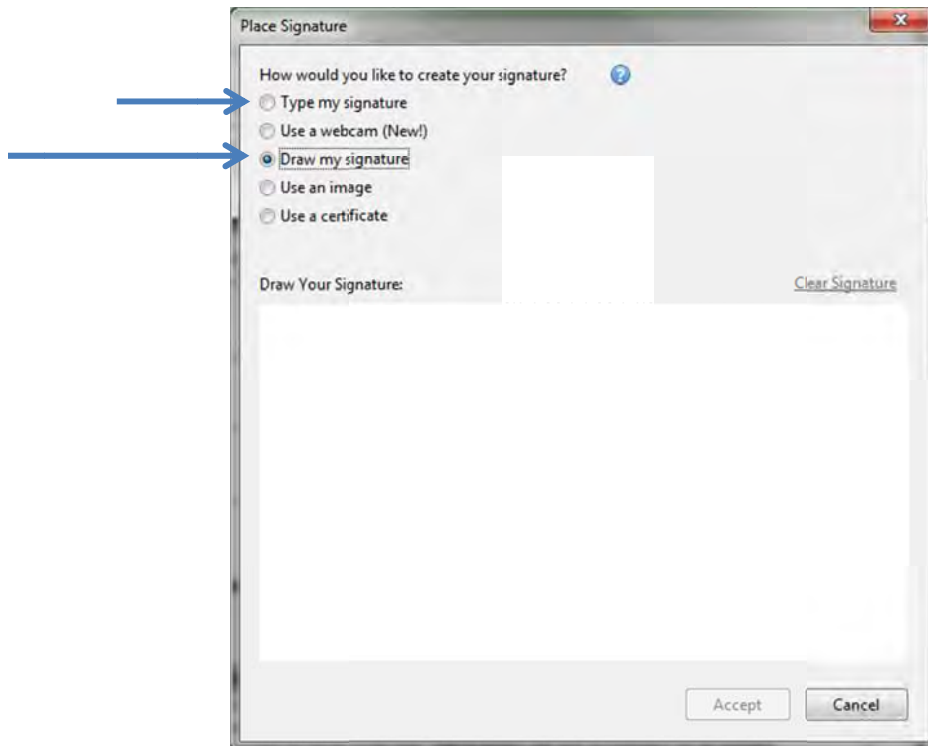 Place Signature
How would you like to create your signature?
Type my signature
Use a webcam (New!)
Draw my signature
Use an image
Use a certificate
Draw Your Signature: Clear Signature
Accept Cancel